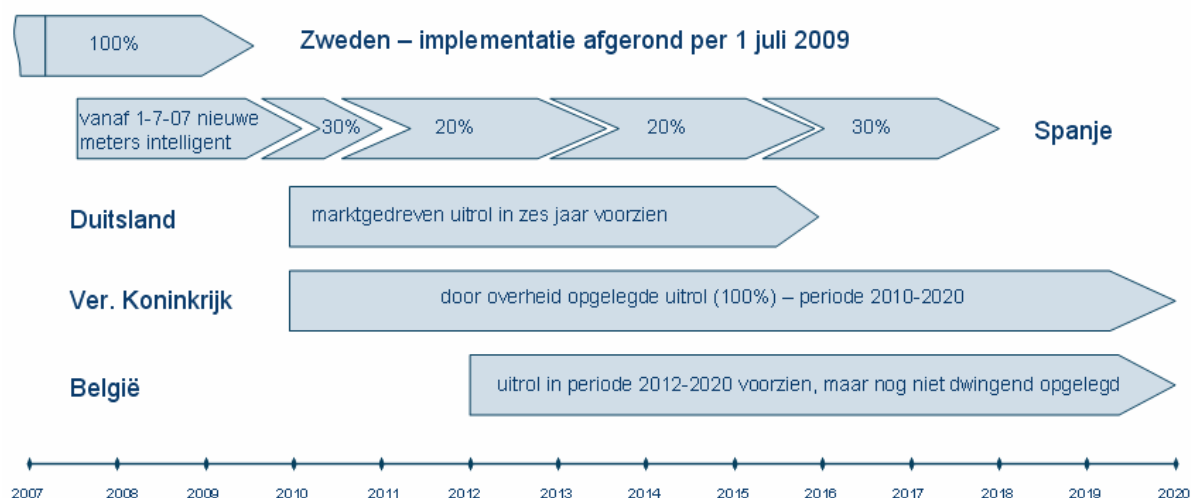 100%
Zweden – implementatie afgerond per 1 juli 2009
vanaf 1-7-07 nieuwe
meters intelligent
30%
20%
20%
30%
Spanje
Duitsland
marktgedreven uitrol in zes jaar voorzien
Ver. Koninkrijk
door overheid opgelegde uitrol (100%) – periode 2010-2020
België
uitrol in periode 2012-2020 voorzien, maar nog niet dwingend opgelegd
2007 2008 2009 2010 2011 2012 2013 2014 2015 2016 2017 2018 2019 2020